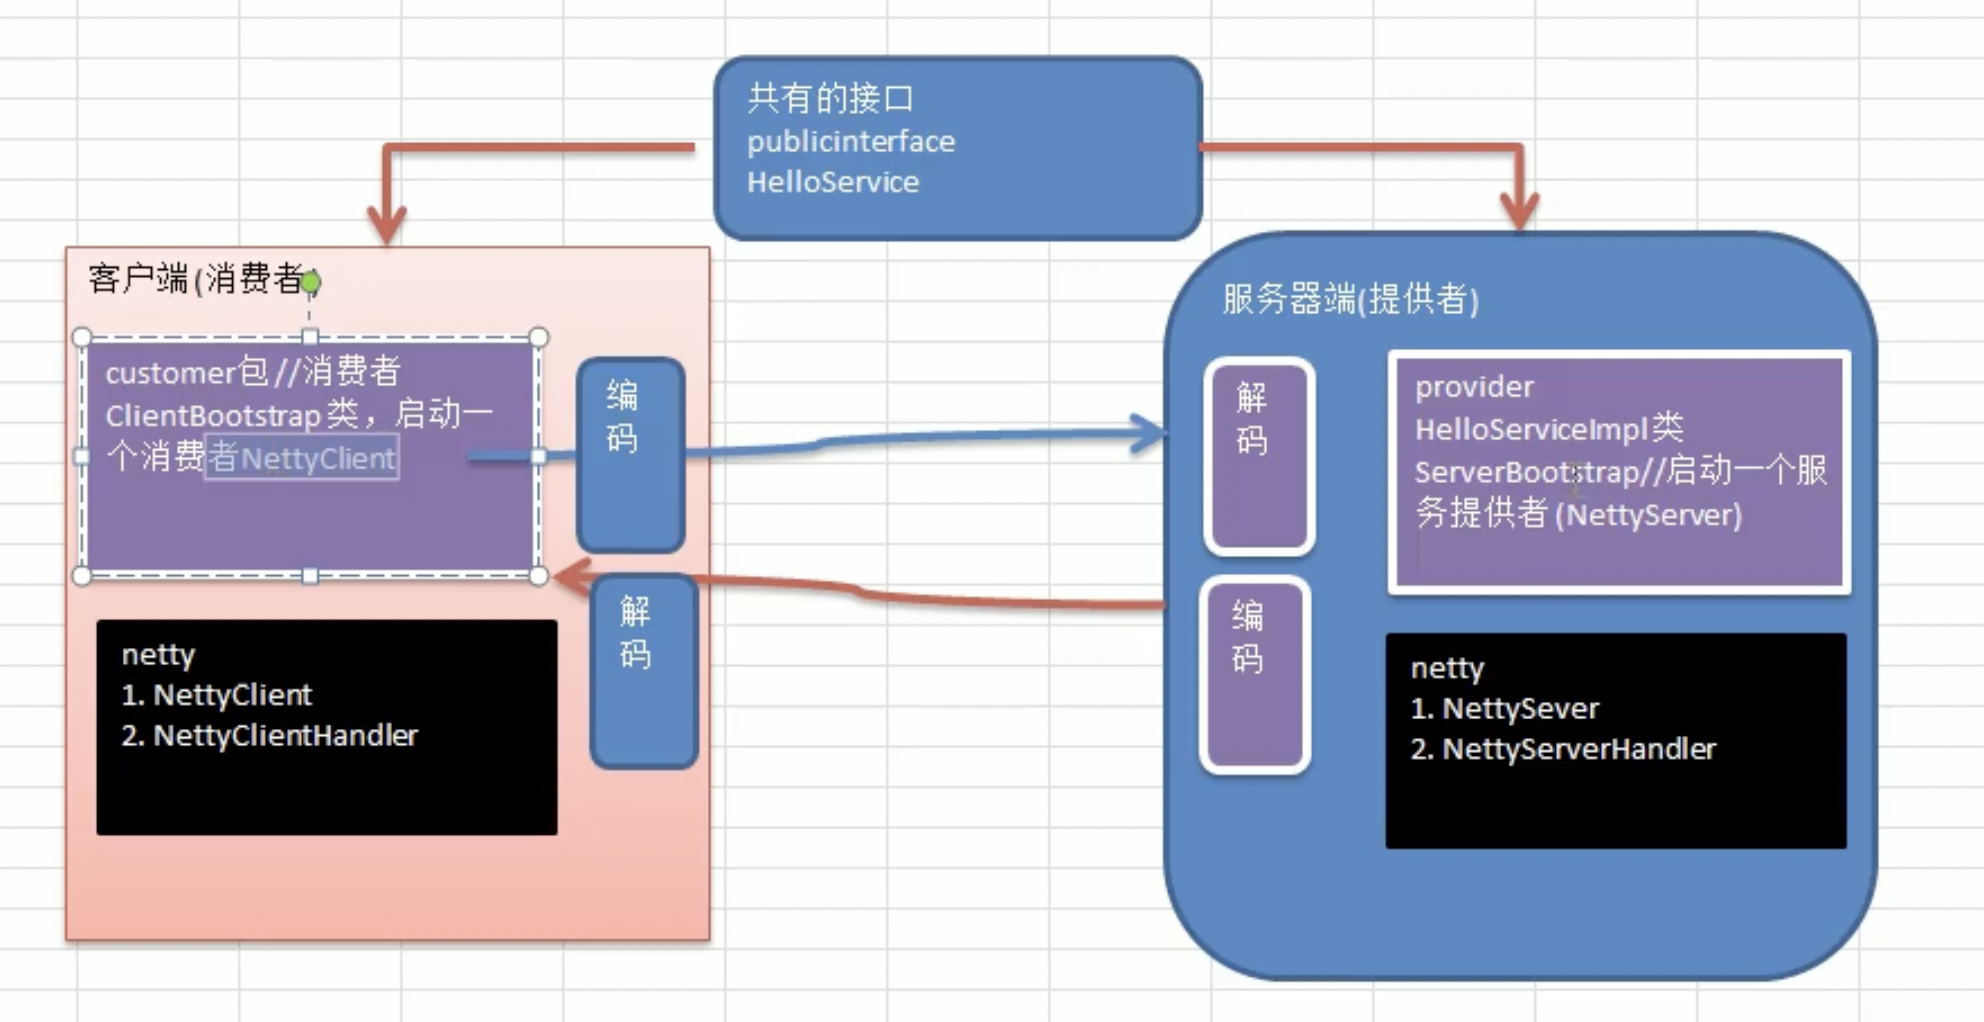 共有的接口
publicinterface
HelloService
客户端(消费者)
customer包//消费者
ClientBootstrap类，启动一
个消费者NettyClient
编
码
解
码
netty
1. NettyClient
2. NettyClientHandler
服务器端(提供者)
解
码
编
码
provider
HelloServiceImpl类
ServerBootstrap//启动一个服
务提供者(NettyServer)
netty
1. NettySever
2. NettyServerHandler